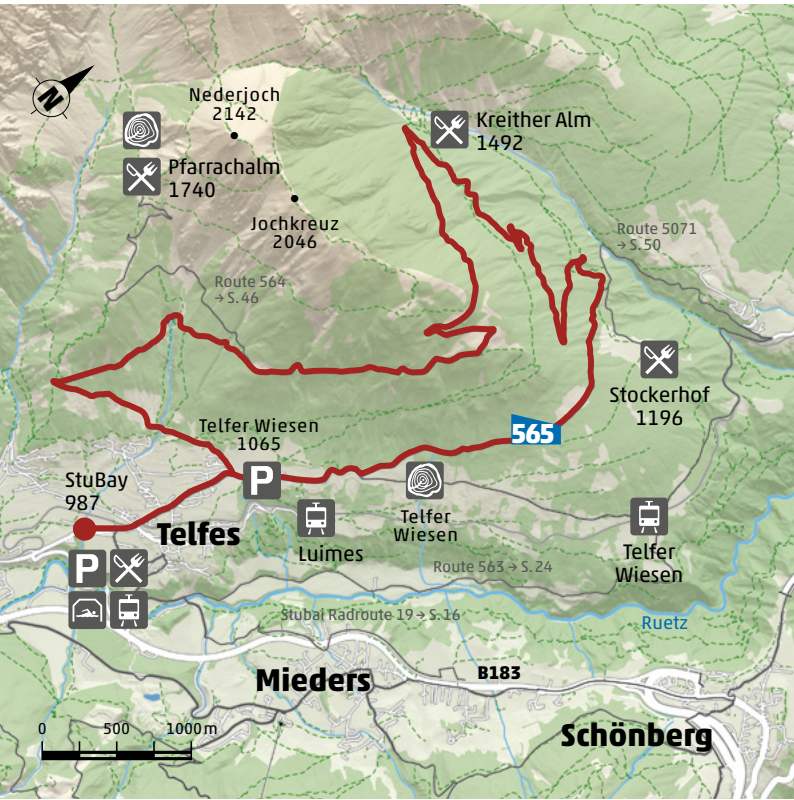 N
Nederjoch
2142
Kreither Alm
1492
Pfarrachalm
1740
Jochkreuz
2046
Route 5071
→ S.50
Route 564
→ S.46
Stockerhof
1196
Telfer Wiesen
1065
565
StuBay
987
P
Telfes
Luimes
Telfer
Wiesen
Telfer
Wiesen
P
Route 563 → S.24
Stubai Radroute 19 → S.16
Ruetz
Mieders
B183
Schönberg
0 500 1000 m